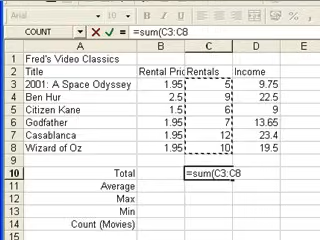 Arial 10 B I U
COUNT =sum(C3:C8
A B C D E
1 Fred's Video Classics
2 Title Rental Pric Rentals Income
3 2001: A Space Odyssey 1.95 5 9.75
4 Ben Hur 2.5 9 22.5
5 Citizen Kane 1.5 6 9
6 Godfather 1.95 7 13.65
7 Casablanca 1.95 12 23.4
8 Wizard of Oz 1.95 10 19.5
9
10 Total =sum(C3:C8
11 Average
12 Max
13 Min
14 Count (Movies)
15